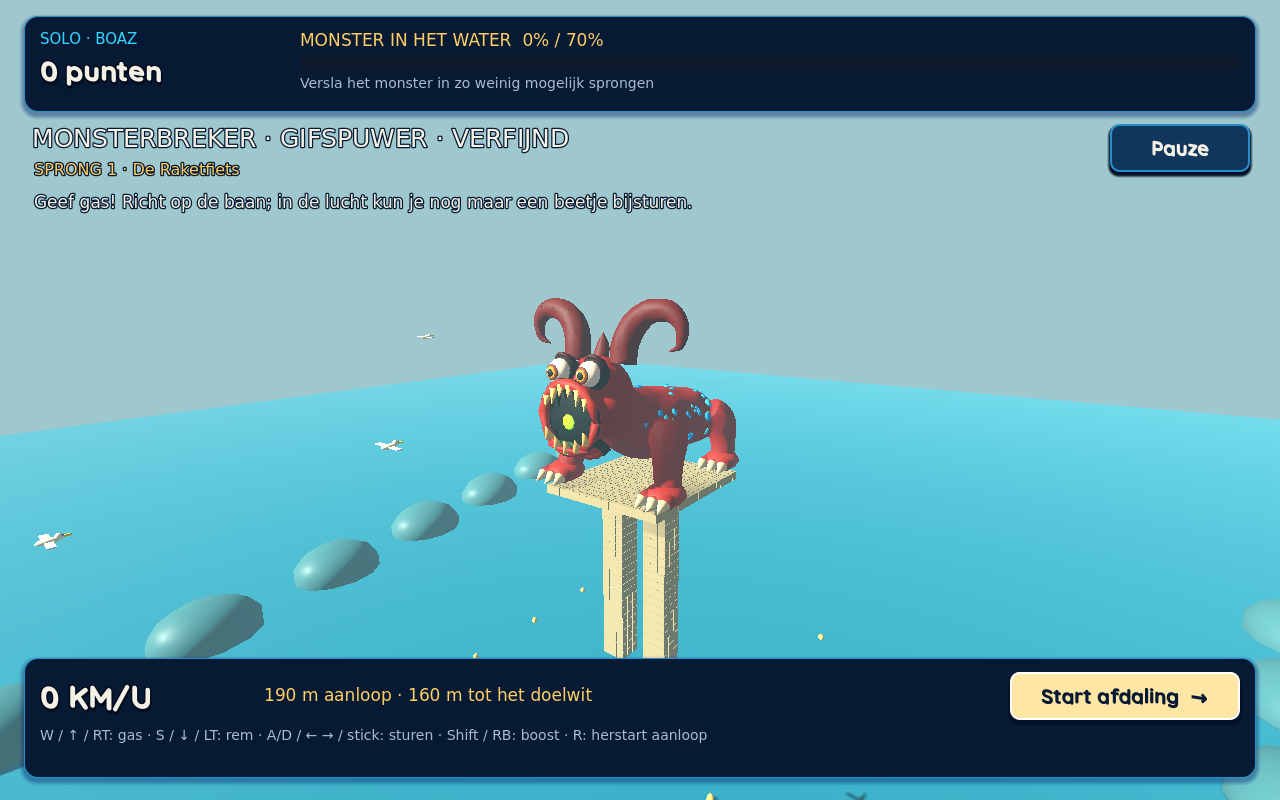 SOLO · BOAZ
0 punten
MONSTER IN HET WATER 0% / 70%
Versla het monster in zo weinig mogelijk sprongen
MONSTERBREKER · GIFSPUWER · VERFIJND
SPRONG 1 · De Raketfiets
Geef gas! Richt op de baan; in de lucht kun je nog maar een beetje bijsturen.
Pauze
0 KM/U
190 m aanloop · 160 m tot het doelwit
Start afdaling →
W / ↑ / RT: gas · S / ↓ / LT: rem · A/D / ← → / stick: sturen · Shift / RB: boost · R: herstart aanloop